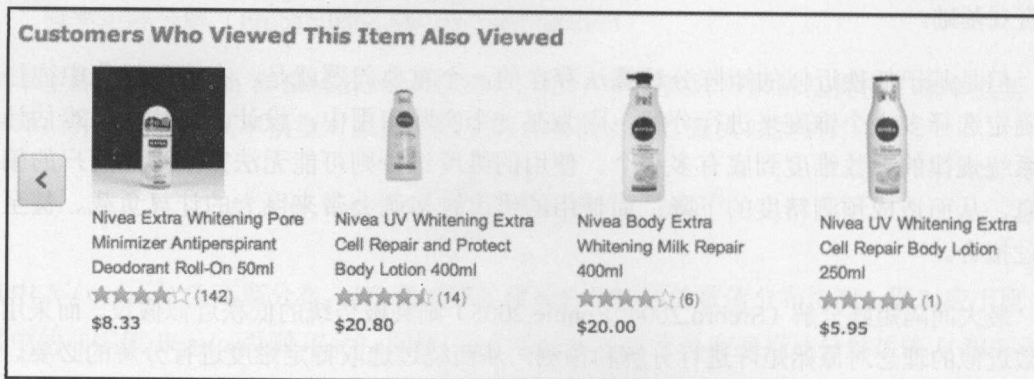 Customers Who Viewed This Item Also Viewed
Nivea Extra Whitening Pore
Minimizer Antiperspirant
Deodorant Roll-On 50ml
(142)
$8.33
Nivea UV Whitening Extra
Cell Repair and Protect
Body Lotion 400ml
(14)
$20.80
Nivea Body Extra
Whitening Milk Repair
400ml
(6)
$20.00
Nivea UV Whitening Extra
Cell Repair Body Lotion
250ml
(1)
$5.95